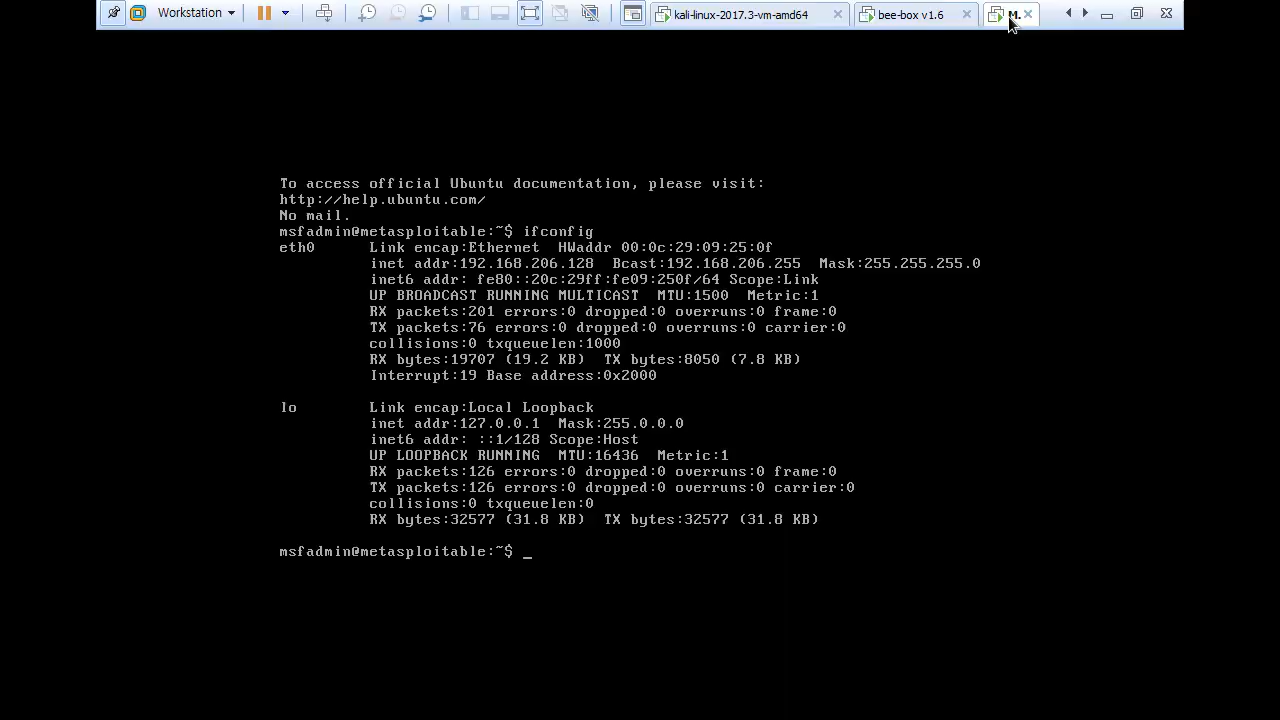 Workstation
kali-linux-2017.3-vm-amd64
bee-box v1.6
M.
To access official Ubuntu documentation, please visit:
http://help.ubuntu.com/
No mail.
msfadmin@metasploitable:~$ ifconfig
eth0 Link encap:Ethernet HWaddr 00:0c:29:09:25:0f
inet addr:192.168.206.128 Bcast:192.168.206.255 Mask:255.255.255.0
inet6 addr: fe80::20c:29ff:fe09:250f/64 Scope:Link
UP BROADCAST RUNNING MULTICAST MTU:1500 Metric:1
RX packets:201 errors:0 dropped:0 overruns:0 frame:0
TX packets:76 errors:0 dropped:0 overruns:0 carrier:0
collisions:0 txqueuelen:1000
RX bytes:19707 (19.2 KB) TX bytes:8050 (7.8 KB)
Interrupt:19 Base address:0x2000
lo Link encap:Local Loopback
inet addr:127.0.0.1 Mask:255.0.0.0
inet6 addr: ::1/128 Scope:Host
UP LOOPBACK RUNNING MTU:16436 Metric:1
RX packets:126 errors:0 dropped:0 overruns:0 frame:0
TX packets:126 errors:0 dropped:0 overruns:0 carrier:0
collisions:0 txqueuelen:0
RX bytes:32577 (31.8 KB) TX bytes:32577 (31.8 KB)
msfadmin@metasploitable:~$ _